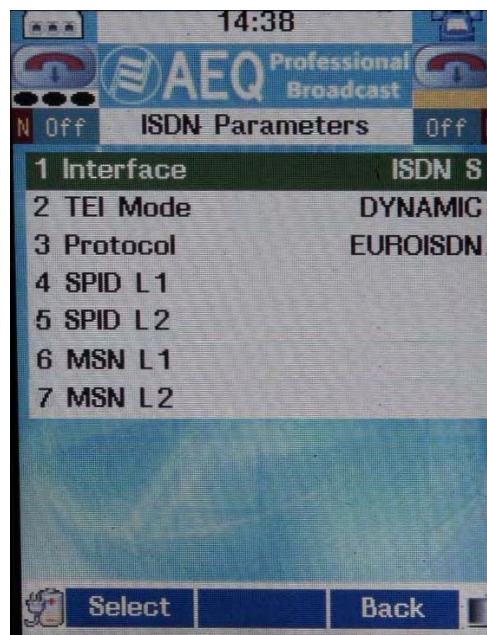 14:38
AEQ Professional Broadcast
N Off ISDN Parameters Off
1 Interface ISDN S
2 TEI Mode DYNAMIC
3 Protocol EUROISDN
4 SPID L1
5 SPID L2
6 MSN L1
7 MSN L2
Select Back